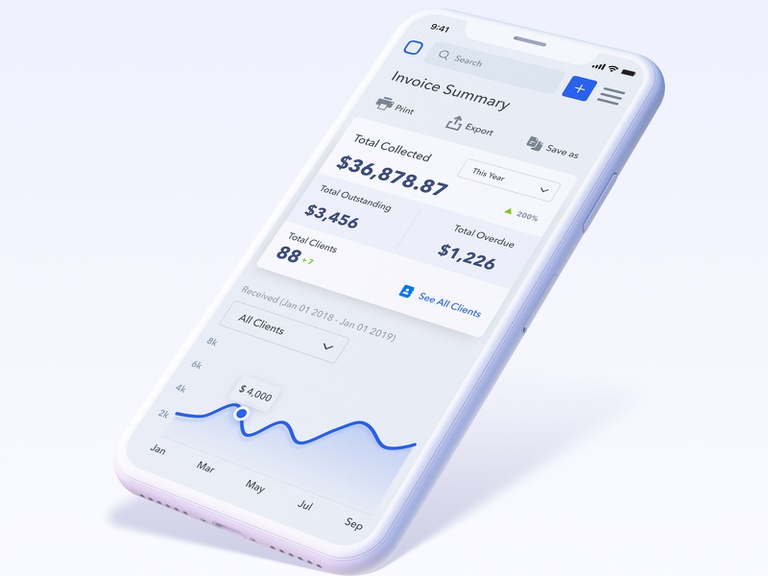 9:41
Search
+
Invoice Summary
Print
Export
Save as
Total Collected
This Year
$36,878.87
200%
Total Outstanding
$3,456
Total Overdue
$1,226
Total Clients
88 +7
See All Clients
Received (Jan 01 2018 - Jan 01 2019)
All Clients
8k
6k
4k
2k
$ 4,000
Jan
Mar
May
Jul
Sep